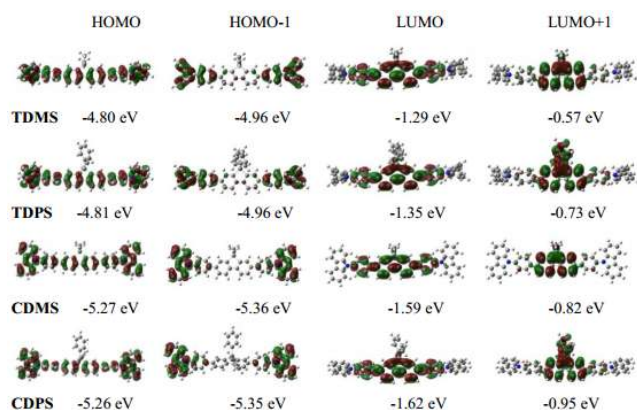 HOMO HOMO-1 LUMO LUMO+1
TDMS -4.80 eV -4.96 eV -1.29 eV -0.57 eV
TDPS -4.81 eV -4.96 eV -1.35 eV -0.73 eV
CDMS -5.27 eV -5.36 eV -1.59 eV -0.82 eV
CDPS -5.26 eV -5.35 eV -1.62 eV -0.95 eV